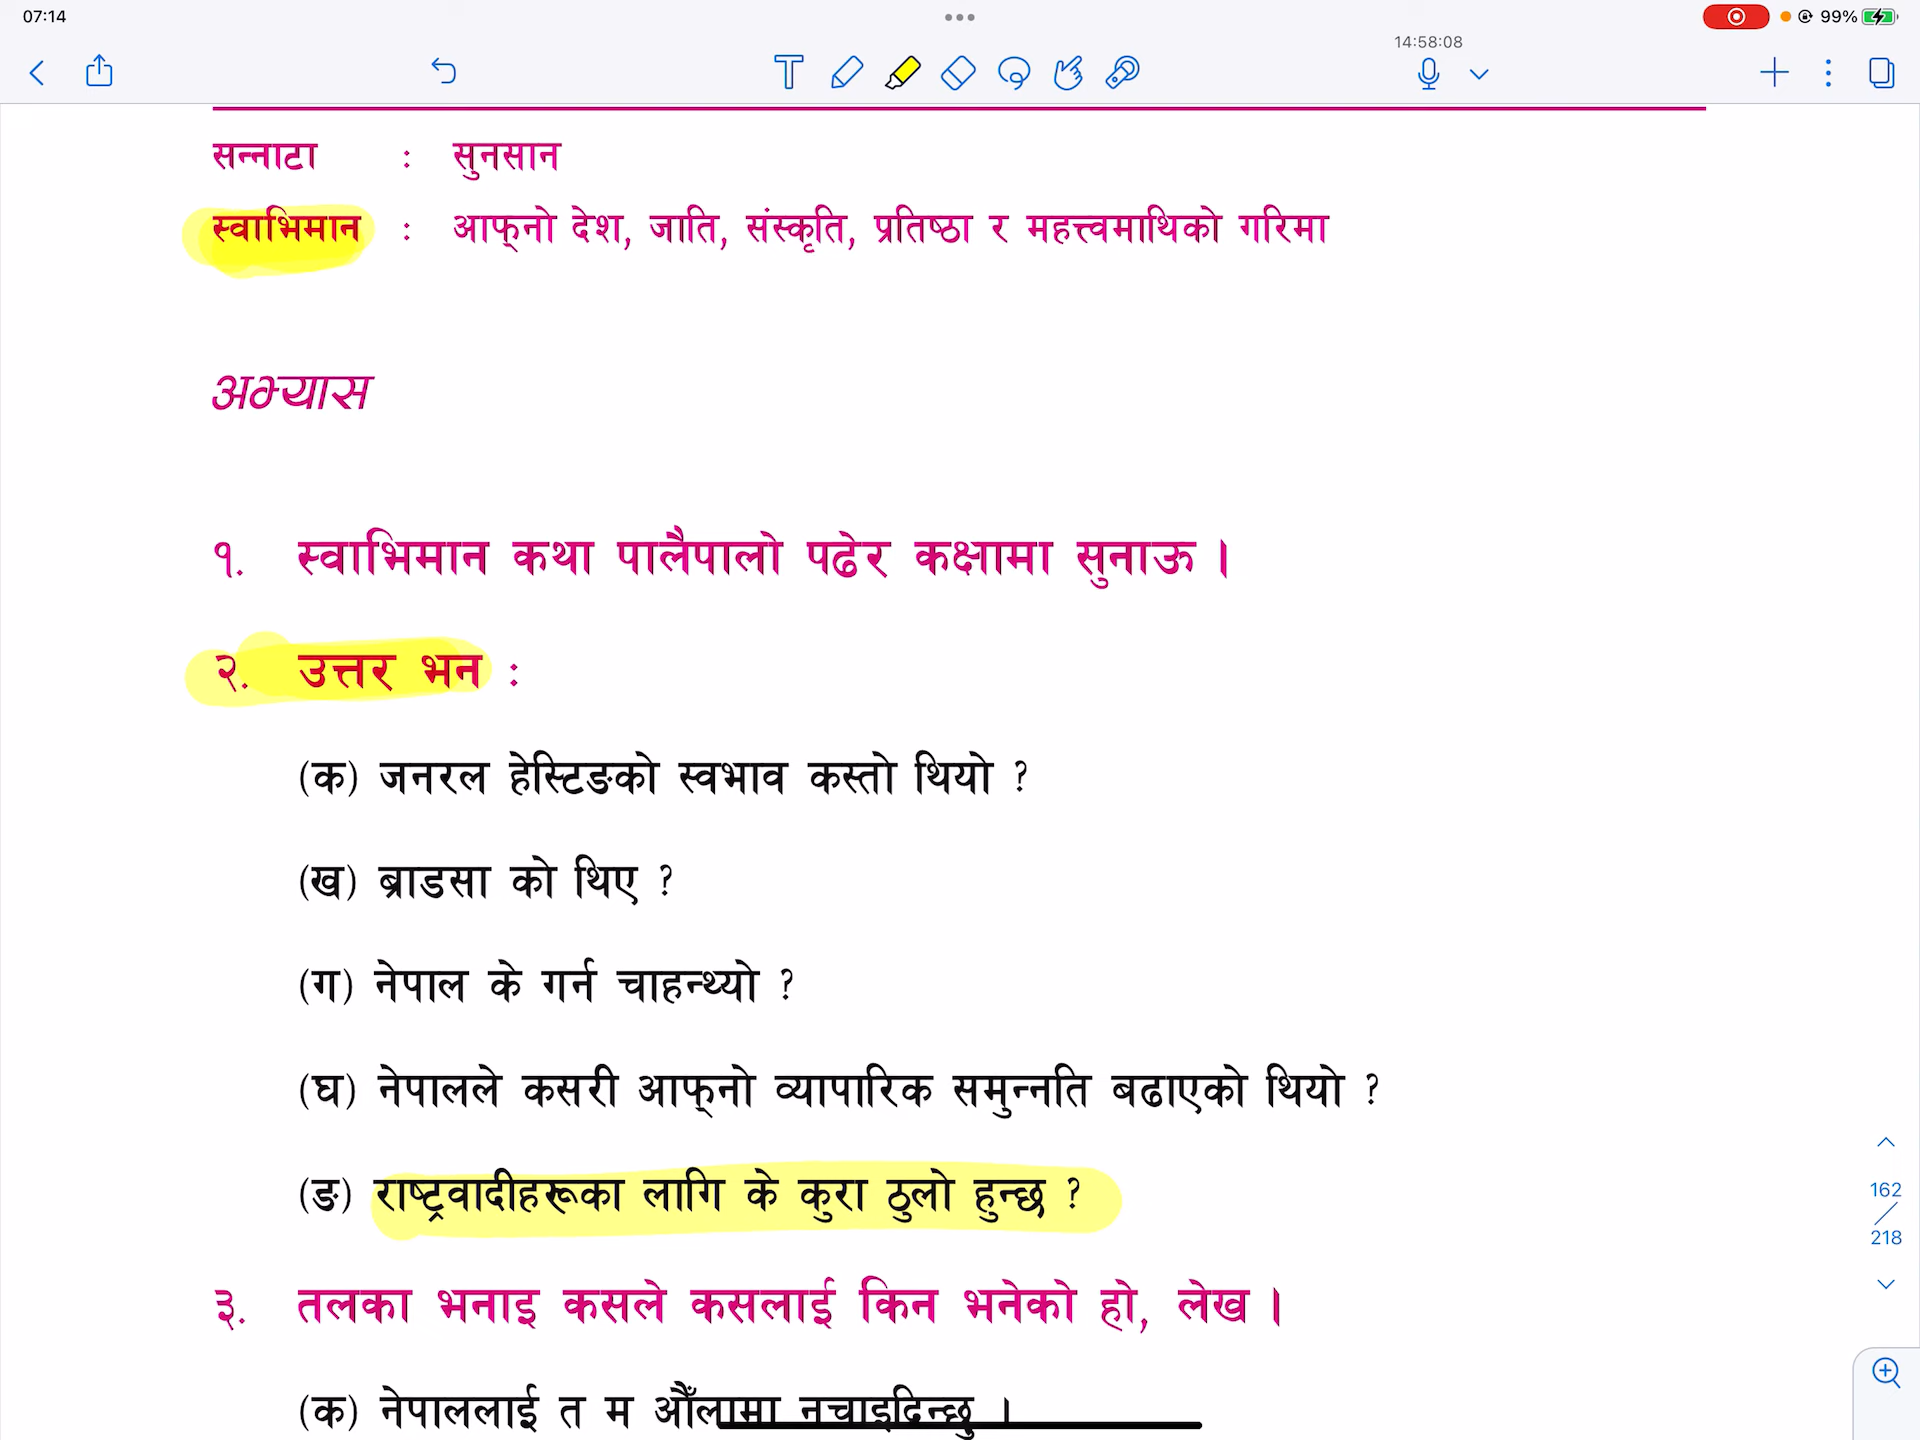 07:14
99%
14:58:08
सन्नाटा : सुनसान
स्वाभिमान : आफ्नो देश, जाति, संस्कृति, प्रतिष्ठा र महत्त्वमाथिको गरिमा
अभ्यास
१. स्वाभिमान कथा पालैपालो पढेर कक्षामा सुनाऊ ।
२. उत्तर भन :
(क) जनरल हेस्टिङको स्वभाव कस्तो थियो ?
(ख) ब्राडसा को थिए ?
(ग) नेपाल के गर्न चाहन्थ्यो ?
(घ) नेपालले कसरी आफ्नो व्यापारिक समुन्नति बढाएको थियो ?
(ङ) राष्ट्रवादीहरूका लागि के कुरा ठुलो हुन्छ ?
162
/
218
३. तलका भनाइ कसले कसलाई किन भनेको हो, लेख ।
(क) नेपाललाई त म औँलामा नचाइदिन्छु ।